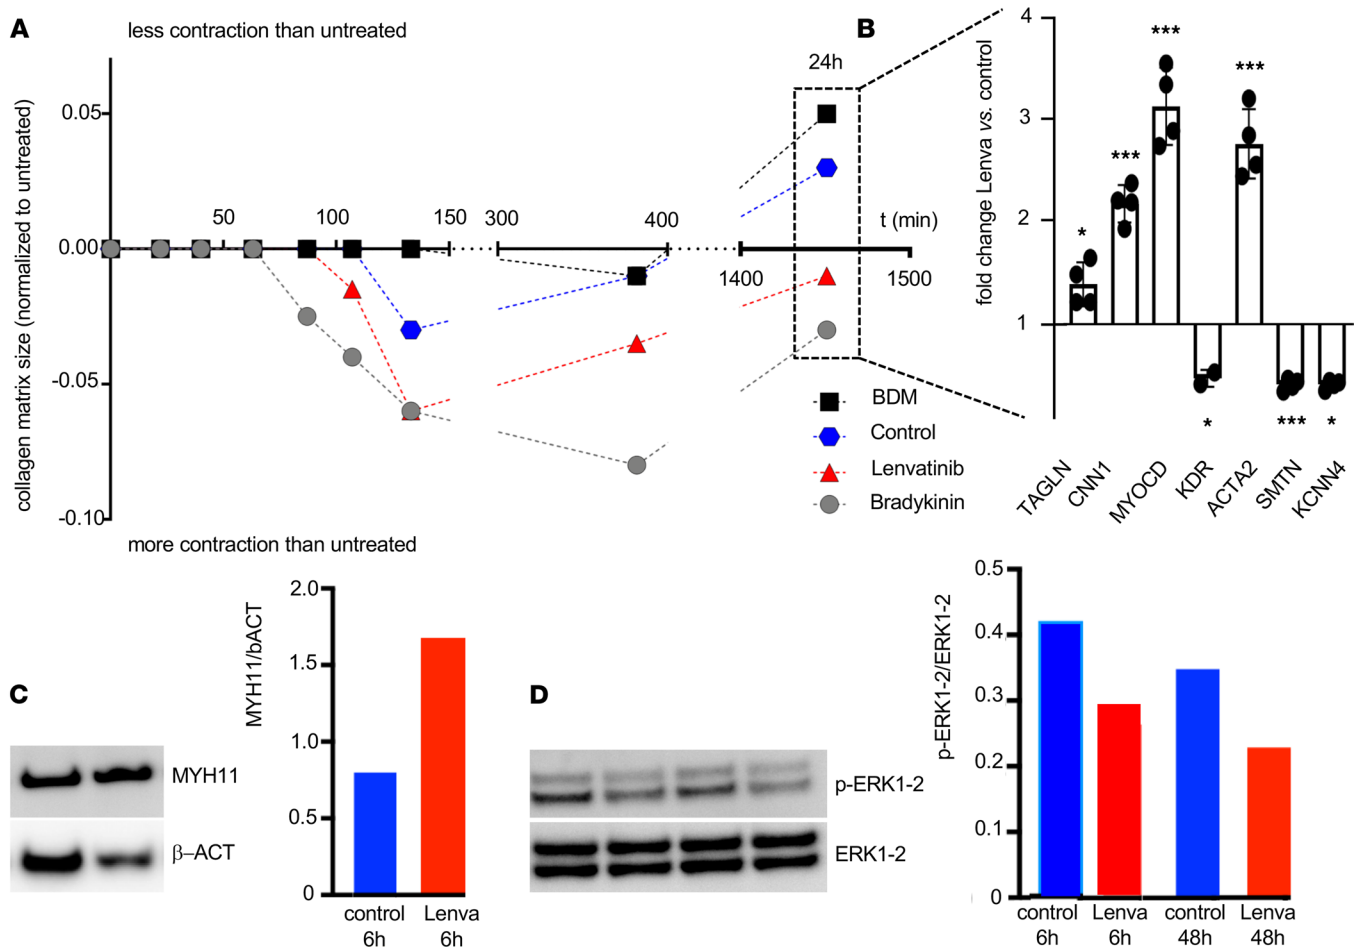 A
less contraction than untreated
collagen matrix size (normalized to untreated)
0.05
0.00
-0.05
-0.10
50
100
150
300
400
24h
t (min)
1400
1500
BDM
Control
Lenvatinib
Bradykinin
more contraction than untreated
B
fold change Lenva vs. control
4
3
2
1
*
***
***
*
***
***
*
TAGLN
CNN1
MYOCD
KDR
ACTA2
SMTN
KCNN4
C
MYH11
β–ACT
MYH11/bACT
2.0
1.5
1.0
0.5
0
control
6h
Lenva
6h
D
p-ERK1-2
ERK1-2
p-ERK1-2/ERK1-2
0.5
0.4
0.3
0.2
0.1
0
control
6h
Lenva
6h
control
48h
Lenva
48h